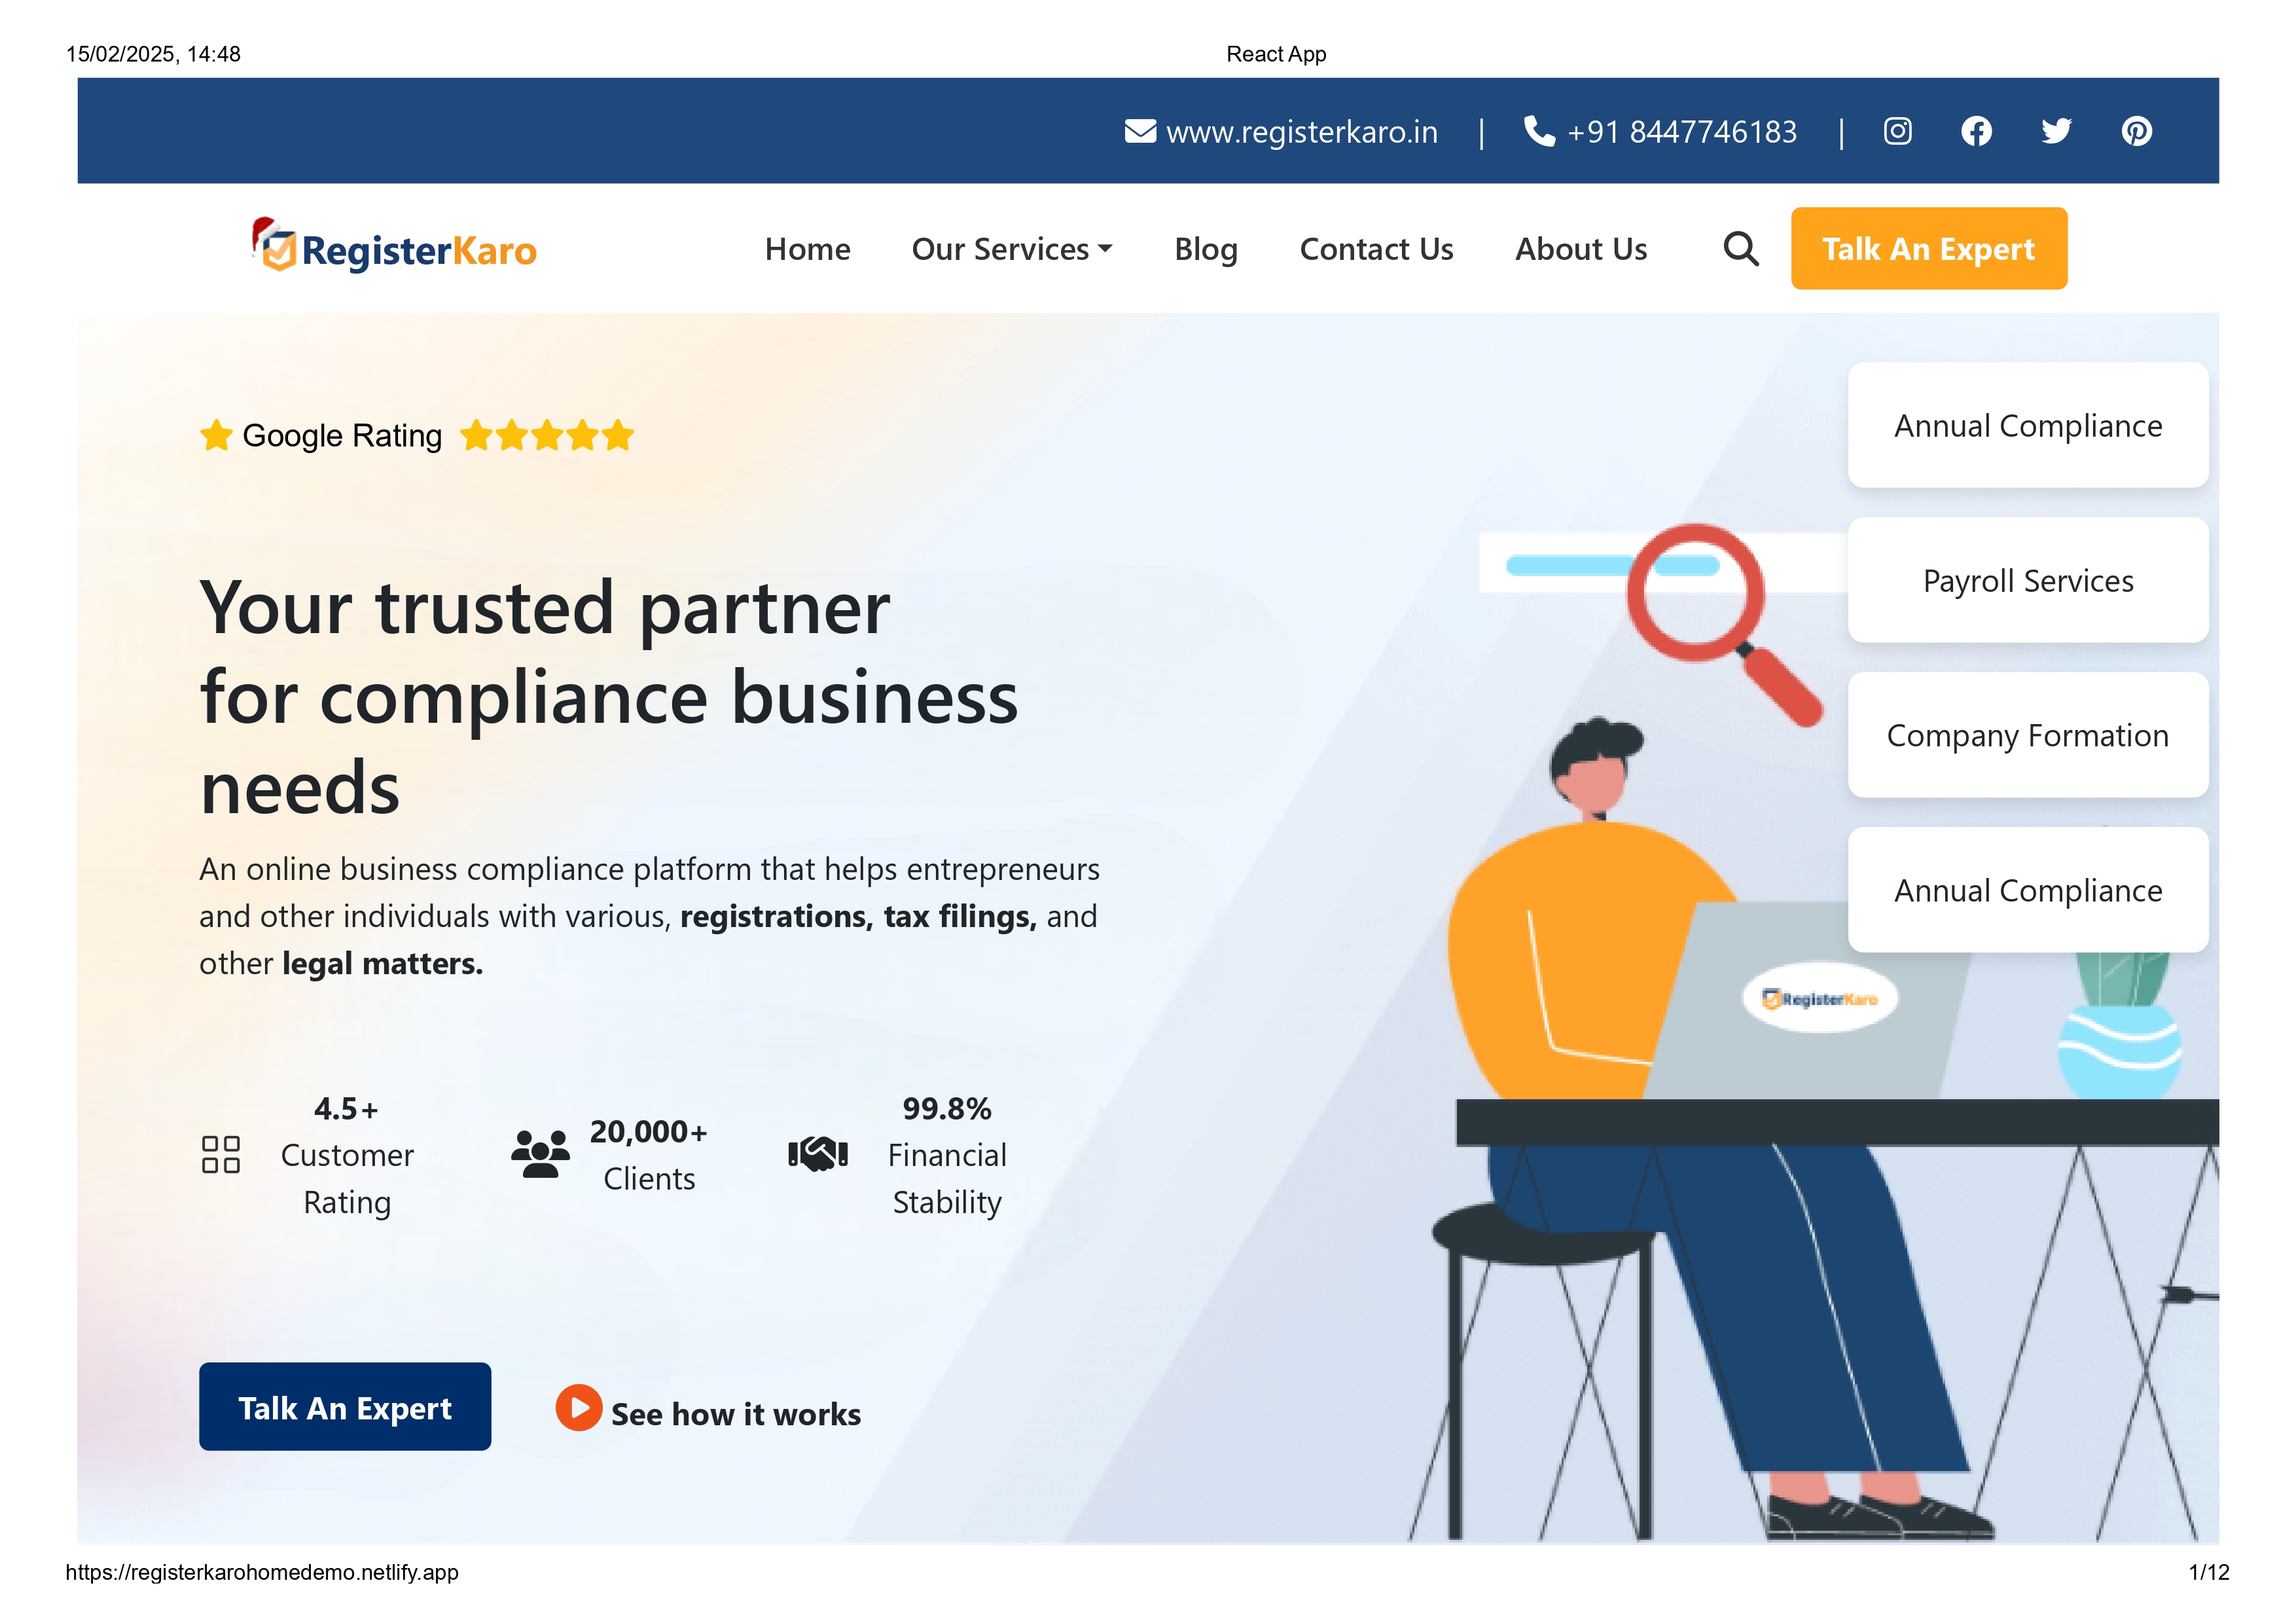 15/02/2025, 14:48
React App
www.registerkaro.in | +91 8447746183 |
RegisterKaro
Home Our Services Blog Contact Us About Us Talk An Expert
Google Rating
Your trusted partner
for compliance business
needs
An online business compliance platform that helps entrepreneurs
and other individuals with various, registrations, tax filings, and
other legal matters.
4.5+
Customer
Rating
20,000+
Clients
99.8%
Financial
Stability
Talk An Expert
See how it works
Annual Compliance
Payroll Services
Company Formation
Annual Compliance
RegisterKaro
https://registerkarohomedemo.netlify.app
1/12